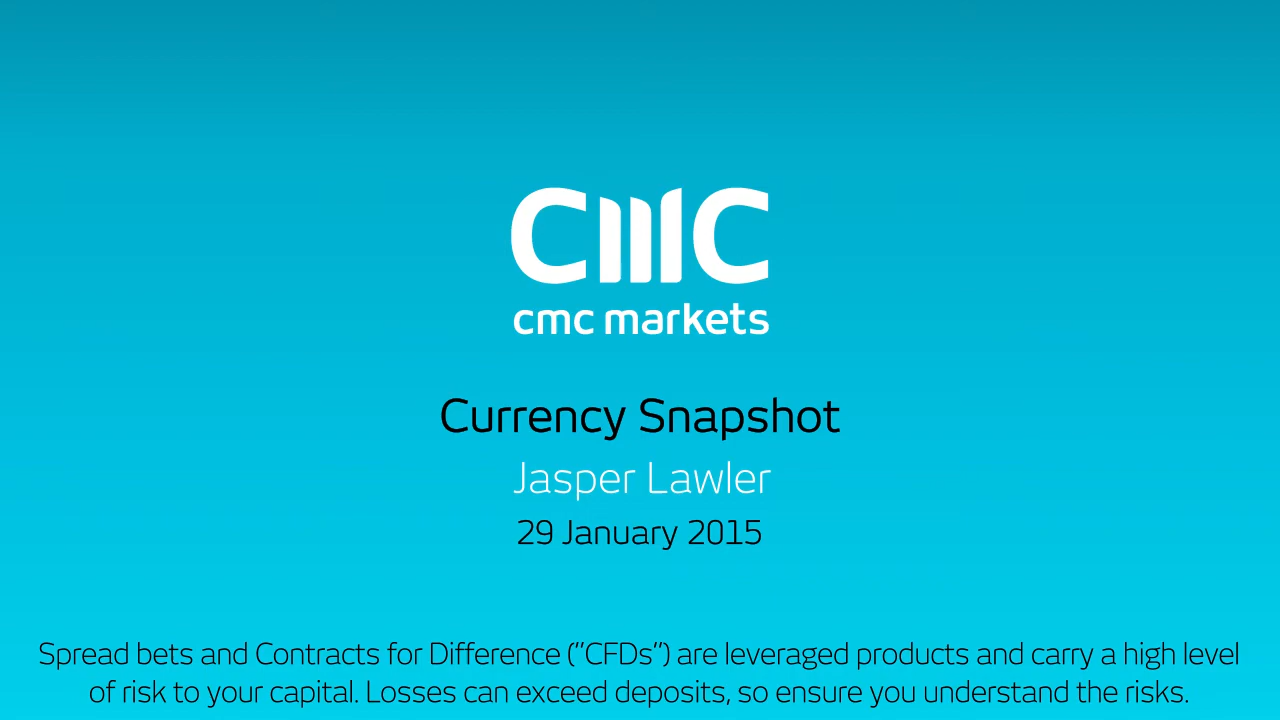 CMC
cmc markets
Currency Snapshot
Jasper Lawler
29 January 2015
Spread bets and Contracts for Difference (“CFDs”) are leveraged products and carry a high level
of risk to your capital. Losses can exceed deposits, so ensure you understand the risks.